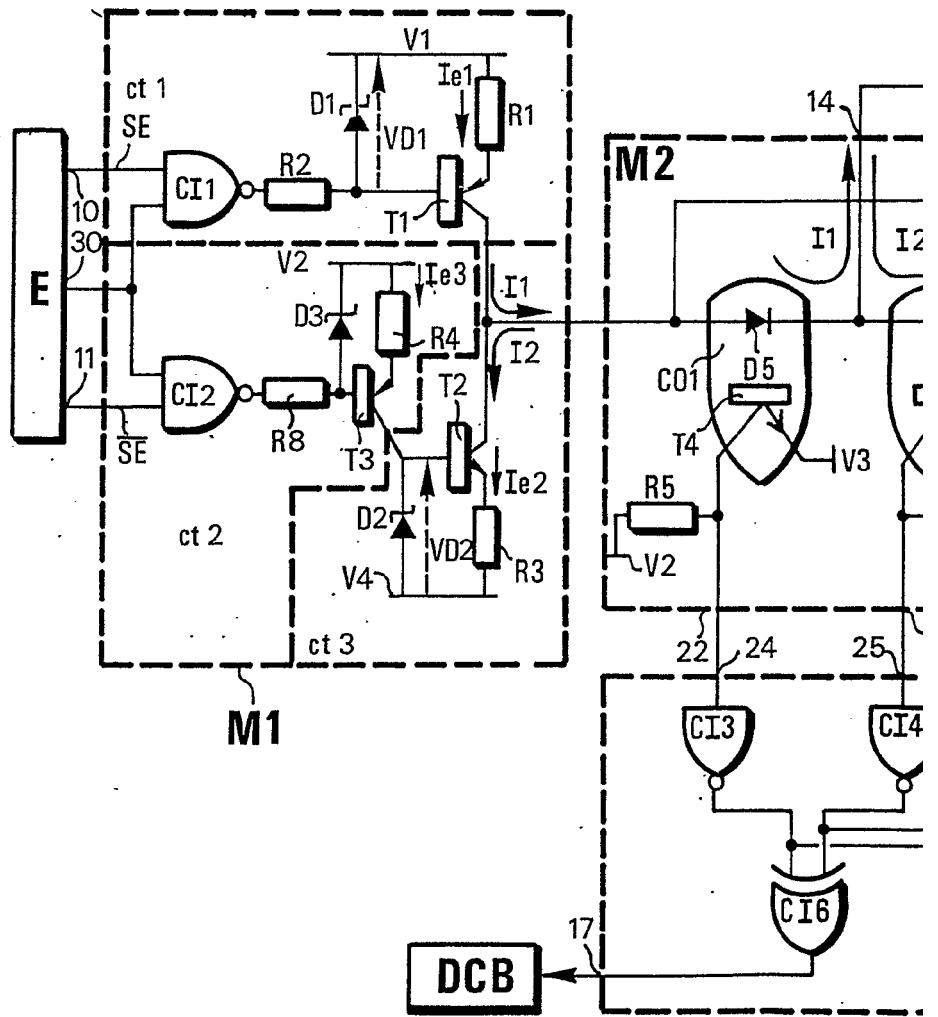 V1
ct 1
Ie1
D1
VD1
R1
14
SE
M2
CI1
R2
10
T1
30
I1
I2
E
V2
Ie3
I1
D3
R4
I2
CO1
D5
11
CI2
T2
SE
R8
T3
T4
V3
Ie2
R5
D2
VD2
R3
ct 2
V2
V4
ct 3
22
24
25
M1
CI3
CI4
CI6
17
DCB